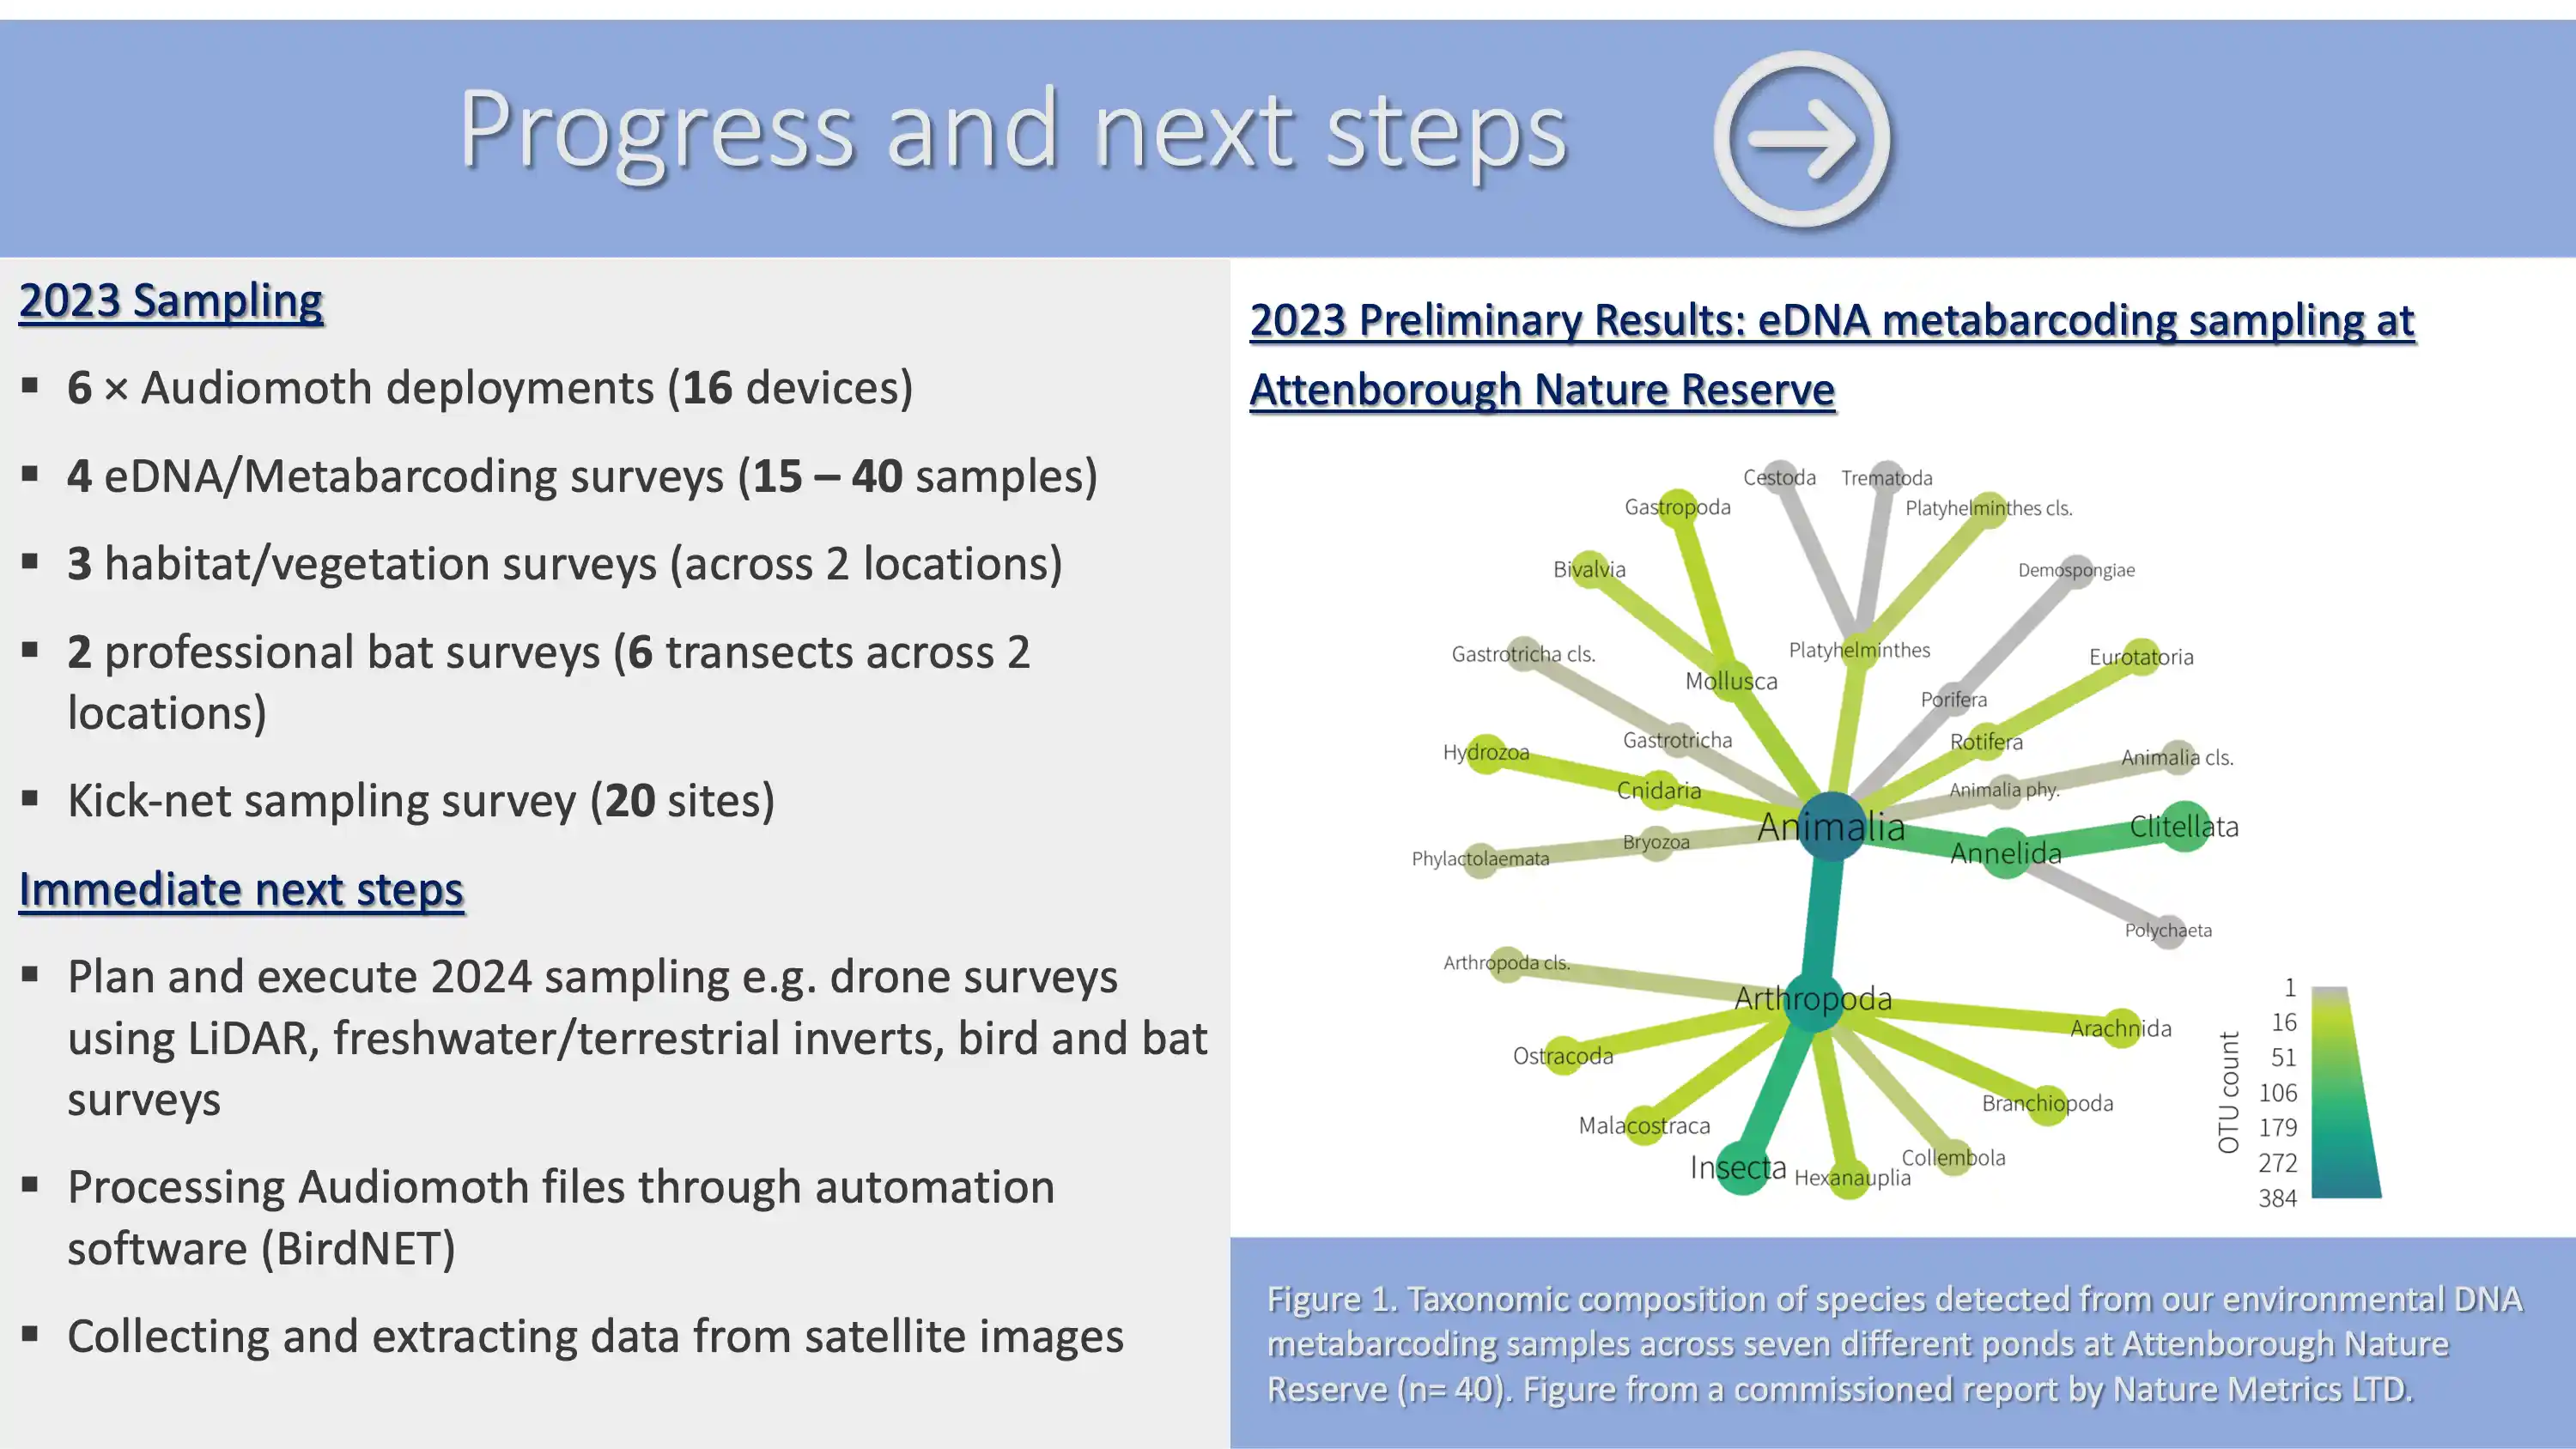 Progress and next steps
2023 Sampling
▪ 6 × Audiomoth deployments (16 devices)
▪ 4 eDNA/Metabarcoding surveys (15 – 40 samples)
▪ 3 habitat/vegetation surveys (across 2 locations)
▪ 2 professional bat surveys (6 transects across 2
locations)
▪ Kick-net sampling survey (20 sites)
Immediate next steps
▪ Plan and execute 2024 sampling e.g. drone surveys
using LiDAR, freshwater/terrestrial inverts, bird and bat
surveys
▪ Processing Audiomoth files through automation
software (BirdNET)
▪ Collecting and extracting data from satellite images
2023 Preliminary Results: eDNA metabarcoding sampling at
Attenborough Nature Reserve
Cestoda
Trematoda
Gastropoda
Platyhelminthes cls.
Bivalvia
Demospongiae
Gastrotricha cls.
Platyhelminthes
Eurotatoria
Mollusca
Porifera
Hydrozoa
Gastrotricha
Rotifera
Animalia cls.
Cnidaria
Animalia phy.
Animalia
Clitellata
Phylactolaemata
Bryozoa
Annelida
Polychaeta
Arthropoda cls.
Arthropoda
Arachnida
Ostracoda
Branchiopoda
Malacostraca
Insecta
Hexanauplia
Collembola
OTU count
1
16
51
106
179
272
384
Figure 1. Taxonomic composition of species detected from our environmental DNA
metabarcoding samples across seven different ponds at Attenborough Nature
Reserve (n= 40). Figure from a commissioned report by Nature Metrics LTD.